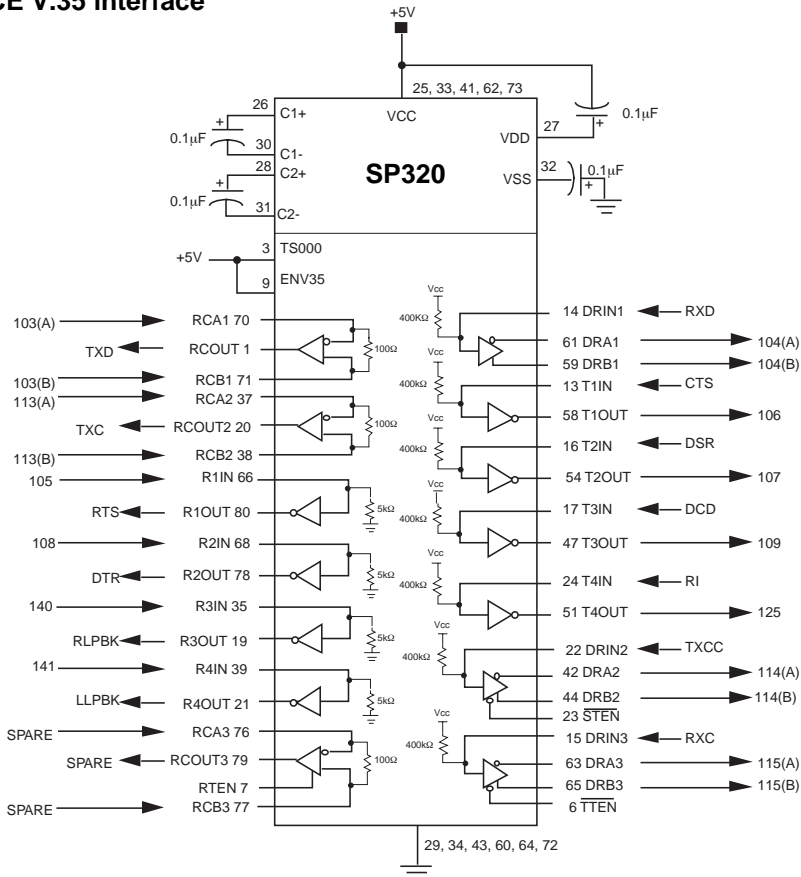 CE V.35 Interface
+5V
25, 33, 41, 62, 73
26 C1+
VCC
0.1μF
27
VDD
0.1μF
30 C1-
28 C2+
SP320
32
VSS
0.1μF
0.1μF
31 C2-
+5V
3 TS000
9 ENV35
103(A) RCA1 70
TXD RCOUT 1
100Ω
103(B) RCB1 71
113(A) RCA2 37
TXC RCOUT2 20
100Ω
113(B) RCB2 38
105 R1IN 66
RTS R1OUT 80
5kΩ
108 R2IN 68
DTR R2OUT 78
5kΩ
140 R3IN 35
RLPBK R3OUT 19
5kΩ
141 R4IN 39
LLPBK R4OUT 21
5kΩ
SPARE RCA3 76
SPARE RCOUT3 79
100Ω
RTEN 7
SPARE RCB3 77
Vcc
400KΩ
14 DRIN1 RXD
61 DRA1 104(A)
59 DRB1 104(B)
Vcc
400kΩ
13 T1IN CTS
58 T1OUT 106
Vcc
400kΩ
16 T2IN DSR
54 T2OUT 107
Vcc
400kΩ
17 T3IN DCD
47 T3OUT 109
Vcc
400kΩ
24 T4IN RI
51 T4OUT 125
Vcc
400kΩ
22 DRIN2 TXCC
42 DRA2 114(A)
44 DRB2 114(B)
23 STEN
Vcc
400kΩ
15 DRIN3 RXC
63 DRA3 115(A)
65 DRB3 115(B)
6 TTEN
29, 34, 43, 60, 64, 72